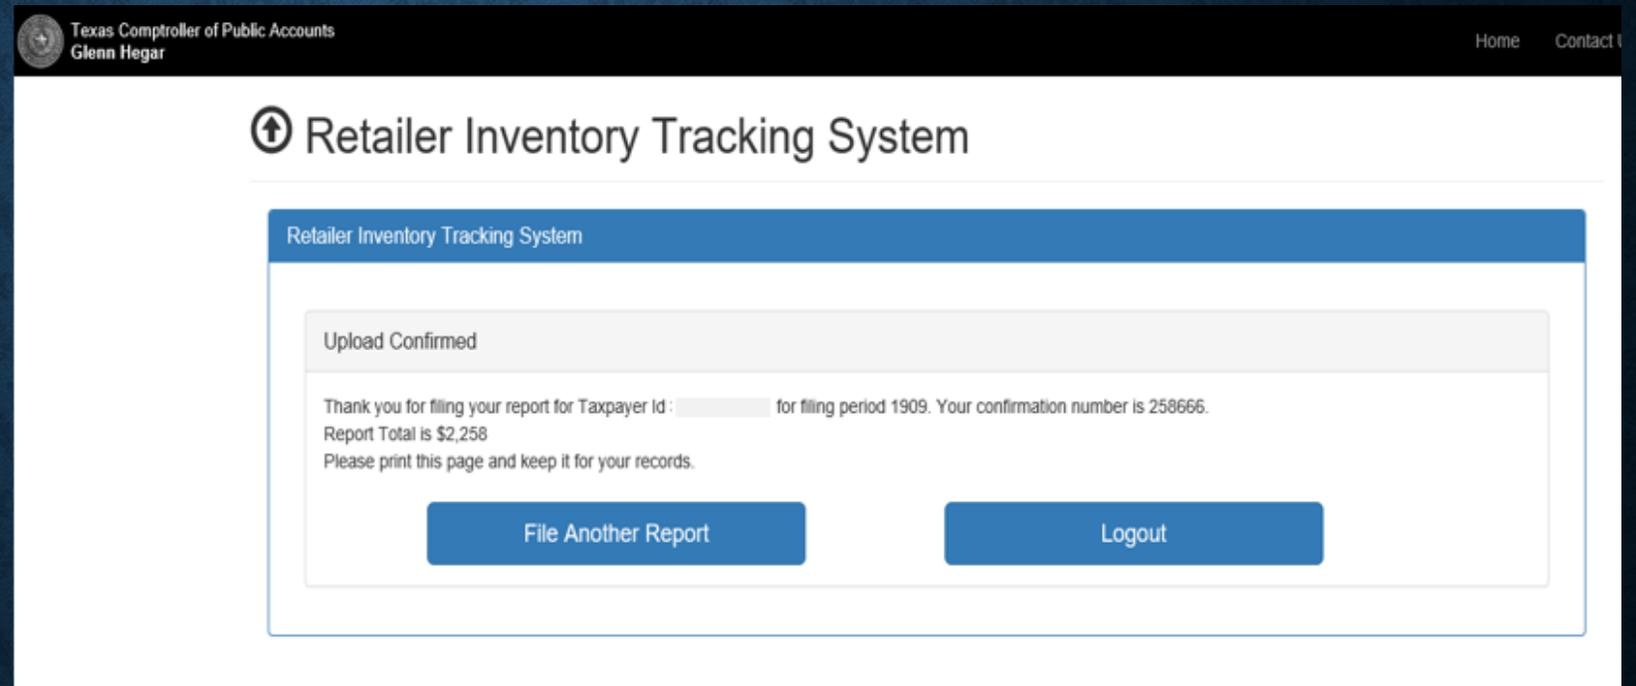 Texas Comptroller of Public Accounts
Glenn Hegar
Home Contact
Retailer Inventory Tracking System
Retailer Inventory Tracking System
Upload Confirmed
Thank you for filing your report for Taxpayer Id : for filing period 1909. Your confirmation number is 258666.
Report Total is $2,258
Please print this page and keep it for your records.
File Another Report Logout